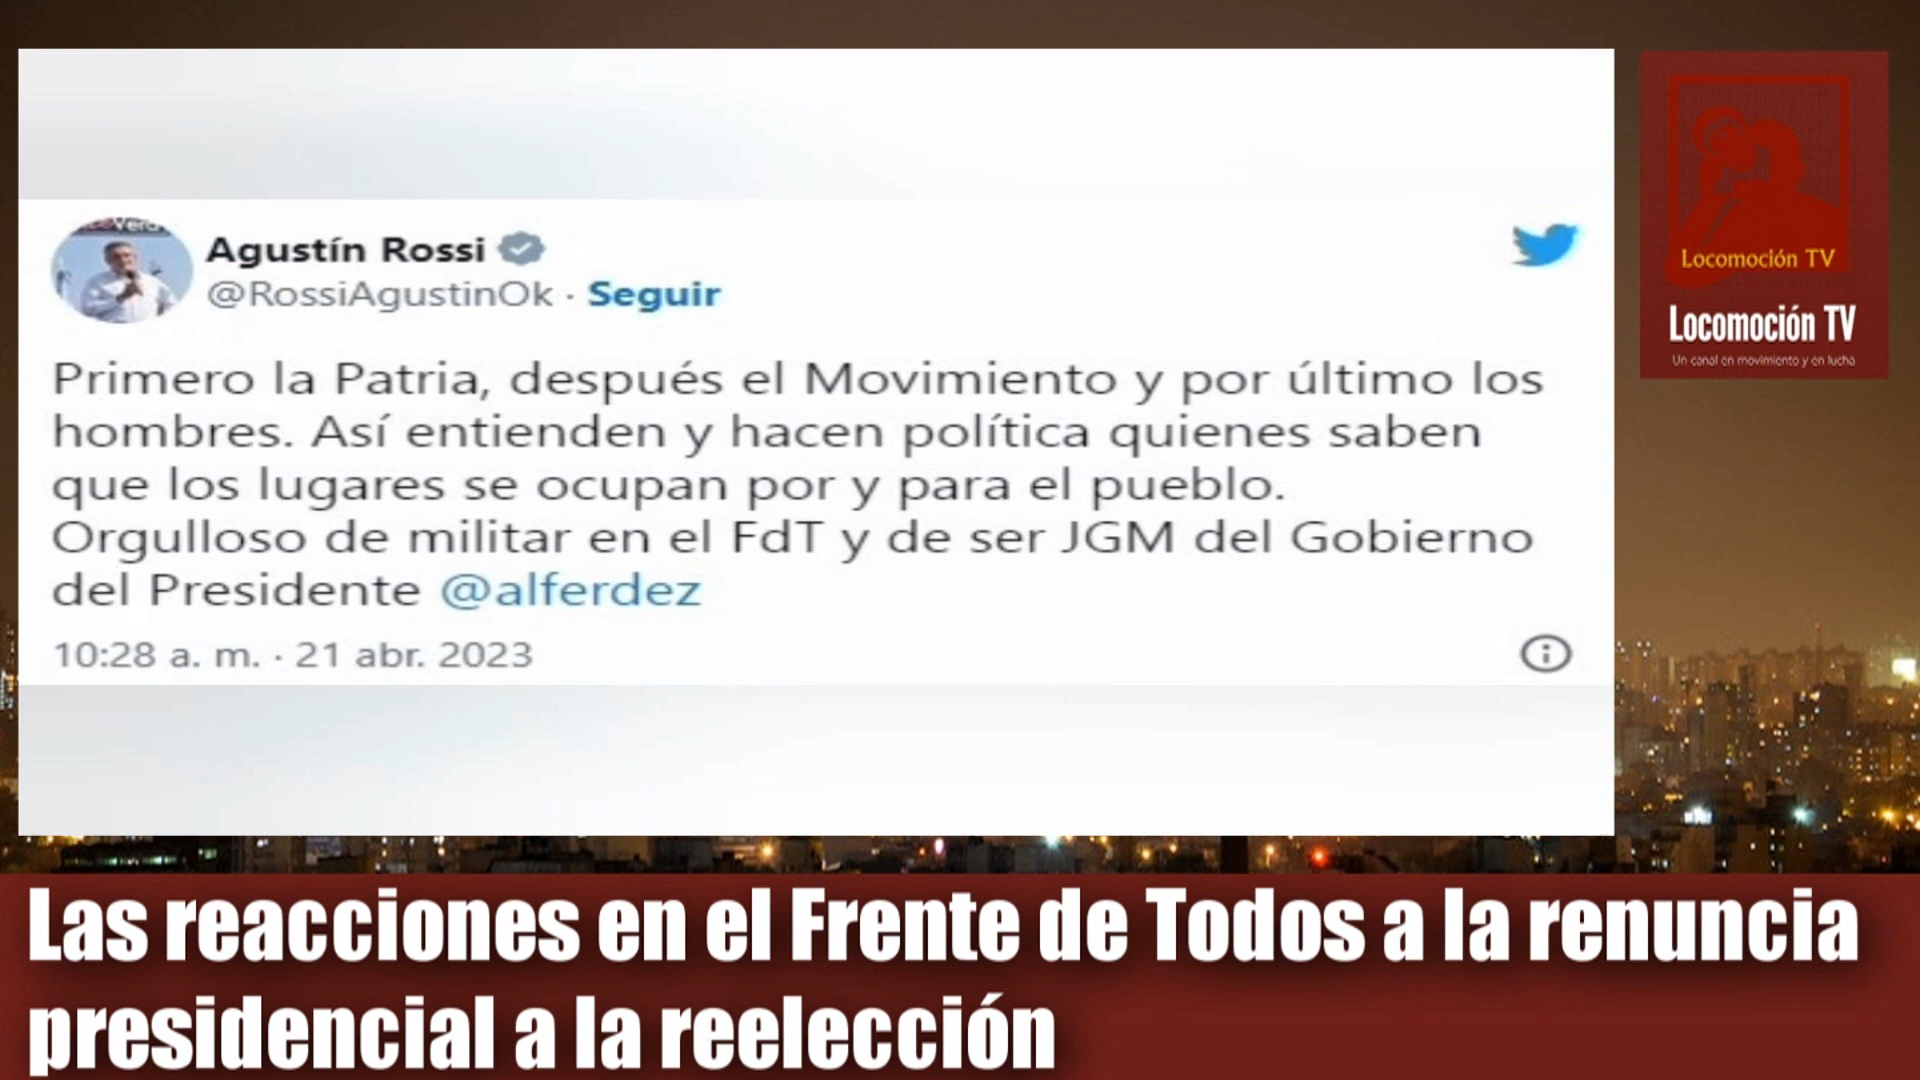 Agustín Rossi
@RossiAgustinOk · Seguir
Primero la Patria, después el Movimiento y por último los
hombres. Así entienden y hacen política quienes saben
que los lugares se ocupan por y para el pueblo.
Orgulloso de militar en el FdT y de ser JGM del Gobierno
del Presidente @alferdez
10:28 a. m. · 21 abr. 2023
Locomoción TV
Locomoción TV
Un canal en movimiento y en lucha
Las reacciones en el Frente de Todos a la renuncia
presidencial a la reelección